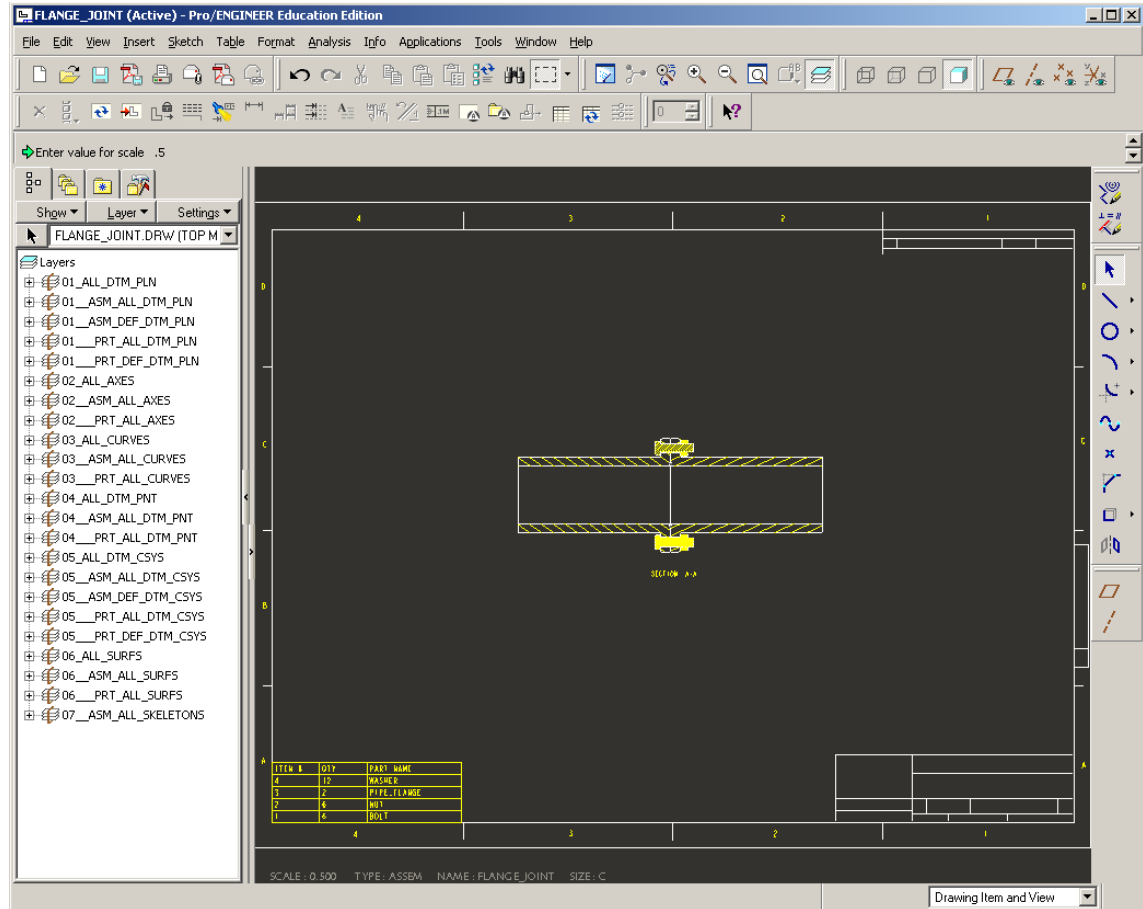 FLANGE_JOINT (Active) - Pro/ENGINEER Education Edition
File Edit View Insert Sketch Table Format Analysis Info Applications Tools Window Help
0
Enter value for scale .5
Show Layer Settings
FLANGE_JOINT.DRW (TOP M
Layers
01_ALL_DTM_PLN
01__ASM_ALL_DTM_PLN
01__ASM_DEF_DTM_PLN
01___PRT_ALL_DTM_PLN
01___PRT_DEF_DTM_PLN
02_ALL_AXES
02__ASM_ALL_AXES
02___PRT_ALL_AXES
03_ALL_CURVES
03__ASM_ALL_CURVES
03___PRT_ALL_CURVES
04_ALL_DTM_PNT
04__ASM_ALL_DTM_PNT
04___PRT_ALL_DTM_PNT
05_ALL_DTM_CSYS
05__ASM_ALL_DTM_CSYS
05__ASM_DEF_DTM_CSYS
05___PRT_ALL_DTM_CSYS
05___PRT_DEF_DTM_CSYS
06_ALL_SURFS
06__ASM_ALL_SURFS
06___PRT_ALL_SURFS
07__ASM_ALL_SKELETONS
4 3 2 1
D D
C C
SECTION A-A
B
A A
ITEM # QTY PART NAME
4 12 WASHER
3 2 PIPE_FLANGE
2 6 NUT
1 6 BOLT
4 3 2 1
SCALE : 0.500 TYPE : ASSEM NAME : FLANGE_JOINT SIZE : C
Drawing Item and View